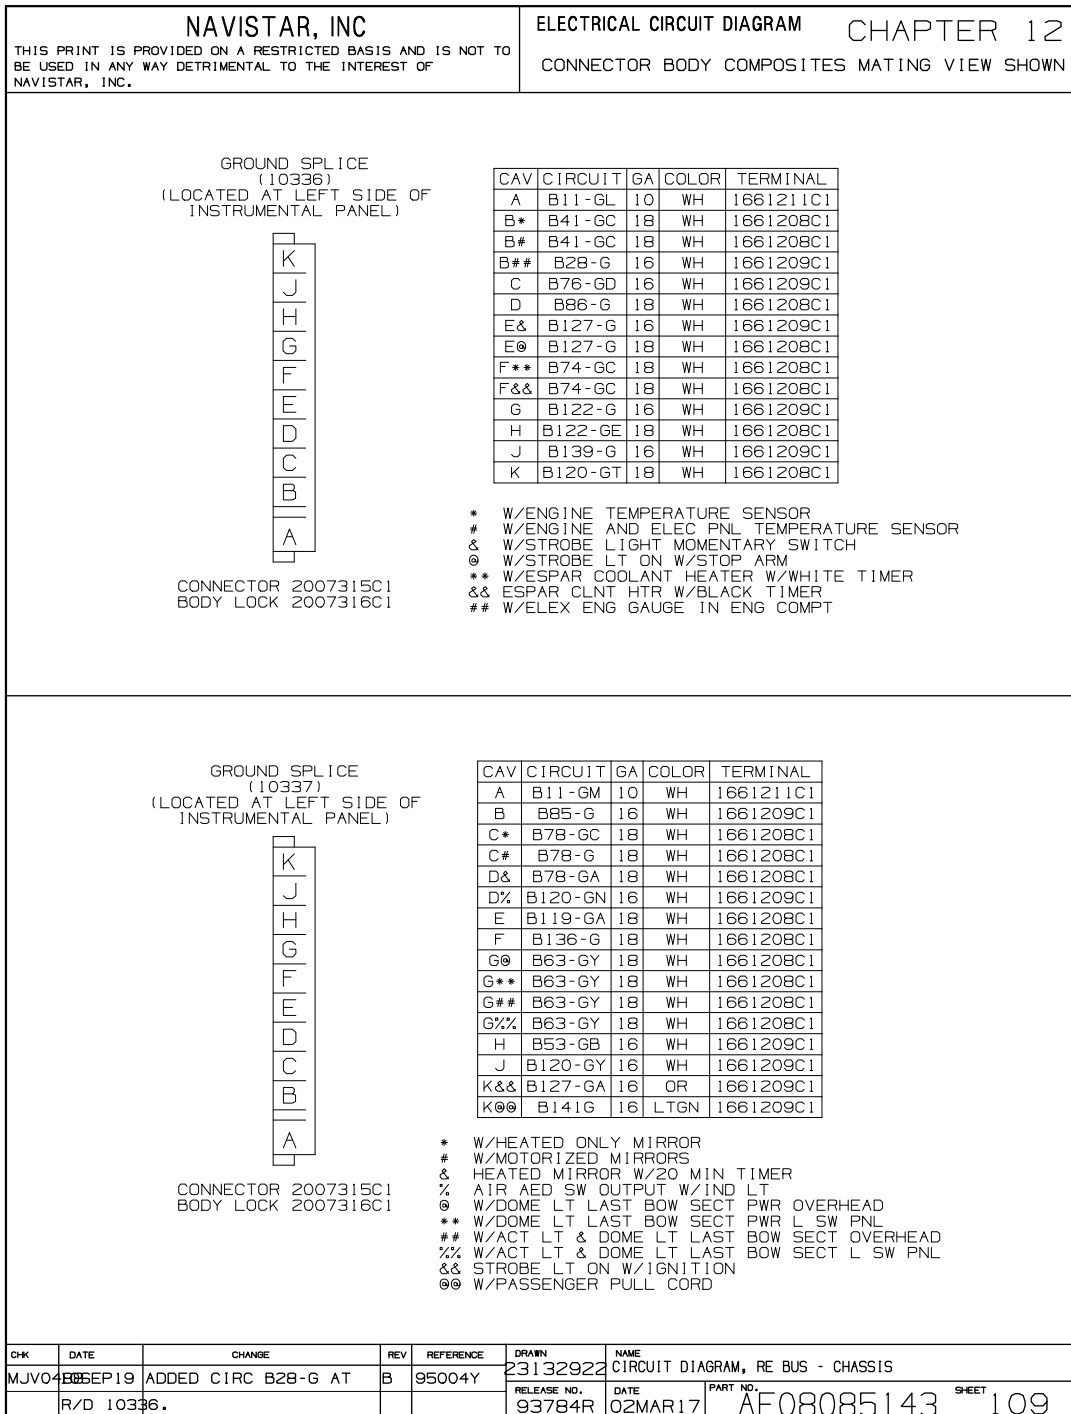 NAVISTAR, INC
THIS PRINT IS PROVIDED ON A RESTRICTED BASIS AND IS NOT TO
BE USED IN ANY WAY DETRIMENTAL TO THE INTEREST OF
NAVISTAR, INC.
ELECTRICAL CIRCUIT DIAGRAM CHAPTER 12
CONNECTOR BODY COMPOSITES MATING VIEW SHOWN
GROUND SPLICE
(10336)
(LOCATED AT LEFT SIDE OF
INSTRUMENTAL PANEL)
K
J
H
G
F
E
D
C
B
A
CONNECTOR 2007315C1
BODY LOCK 2007316C1
CAV CIRCUIT GA COLOR TERMINAL
A B11-GL 10 WH 1661211C1
B* B41-GC 18 WH 1661208C1
B# B41-GC 18 WH 1661208C1
B## B28-G 16 WH 1661209C1
C B76-GD 16 WH 1661209C1
D B86-G 18 WH 1661208C1
E& B127-G 16 WH 1661209C1
E@ B127-G 18 WH 1661208C1
F** B74-GC 18 WH 1661208C1
F&& B74-GC 18 WH 1661208C1
G B122-G 16 WH 1661209C1
H B122-GE 18 WH 1661208C1
J B139-G 16 WH 1661209C1
K B120-GT 18 WH 1661208C1
* W/ENGINE TEMPERATURE SENSOR
# W/ENGINE AND ELEC PNL TEMPERATURE SENSOR
& W/STROBE LIGHT MOMENTARY SWITCH
@ W/STROBE LT ON W/STOP ARM
** W/ESPAR COOLANT HEATER W/WHITE TIMER
&& ESPAR CLNT HTR W/BLACK TIMER
## W/ELEX ENG GAUGE IN ENG COMPT
GROUND SPLICE
(10337)
(LOCATED AT LEFT SIDE OF
INSTRUMENTAL PANEL)
K
J
H
G
F
E
D
C
B
A
CONNECTOR 2007315C1
BODY LOCK 2007316C1
CAV CIRCUIT GA COLOR TERMINAL
A B11-GM 10 WH 1661211C1
B B85-G 16 WH 1661209C1
C* B78-GC 18 WH 1661208C1
C# B78-G 18 WH 1661208C1
D& B78-GA 18 WH 1661208C1
D% B120-GN 16 WH 1661209C1
E B119-GA 18 WH 1661208C1
F B136-G 18 WH 1661208C1
G@ B63-GY 18 WH 1661208C1
G** B63-GY 18 WH 1661208C1
G## B63-GY 18 WH 1661208C1
G%% B63-GY 18 WH 1661208C1
H B53-GB 16 WH 1661209C1
J B120-GY 16 WH 1661209C1
K&& B127-GA 16 OR 1661209C1
K@@ B141G 16 LTGN 1661209C1
* W/HEATED ONLY MIRROR
# W/MOTORIZED MIRRORS
& HEATED MIRROR W/20 MIN TIMER
% AIR AED SW OUTPUT W/IND LT
@ W/DOME LT LAST BOW SECT PWR OVERHEAD
** W/DOME LT LAST BOW SECT PWR L SW PNL
## W/ACT LT & DOME LT LAST BOW SECT OVERHEAD
%% W/ACT LT & DOME LT LAST BOW SECT L SW PNL
&& STROBE LT ON W/IGNITION
@@ W/PASSENGER PULL CORD
CHK DATE CHANGE REV REFERENCE DRAWN NAME
ADDED CIRC B28-G AT B 95004Y 23132922 CIRCUIT DIAGRAM, RE BUS - CHASSIS
R/D 10336. RELEASE NO. 93784R DATE 02MAR17 PART NO. AF08085143 SHEET 109